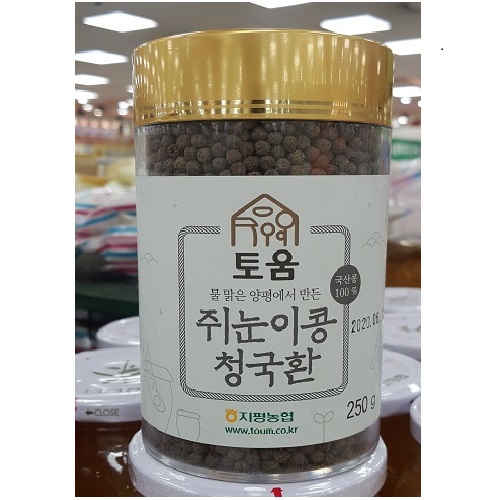 토움
물 맑은 양평에서 만든
국산콩
100%
쥐눈이콩
청국환
2020.06.
250 g
지평농협
www.toum.co.kr
CLOSE